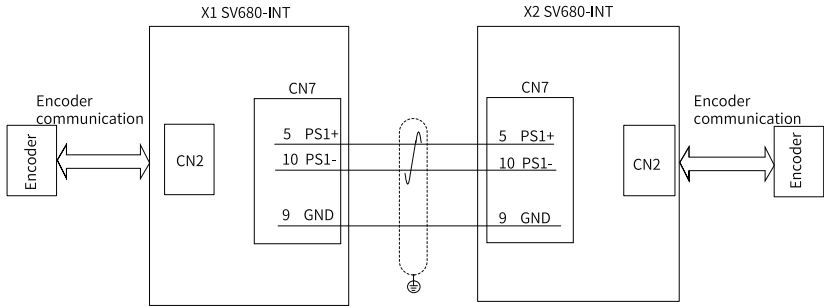 X1 SV680-INT
X2 SV680-INT
CN7
CN7
Encoder
communication
Encoder
communication
Encoder
CN2
5 PS1+
10 PS1-
9 GND
5 PS1+
10 PS1-
9 GND
CN2
Encoder